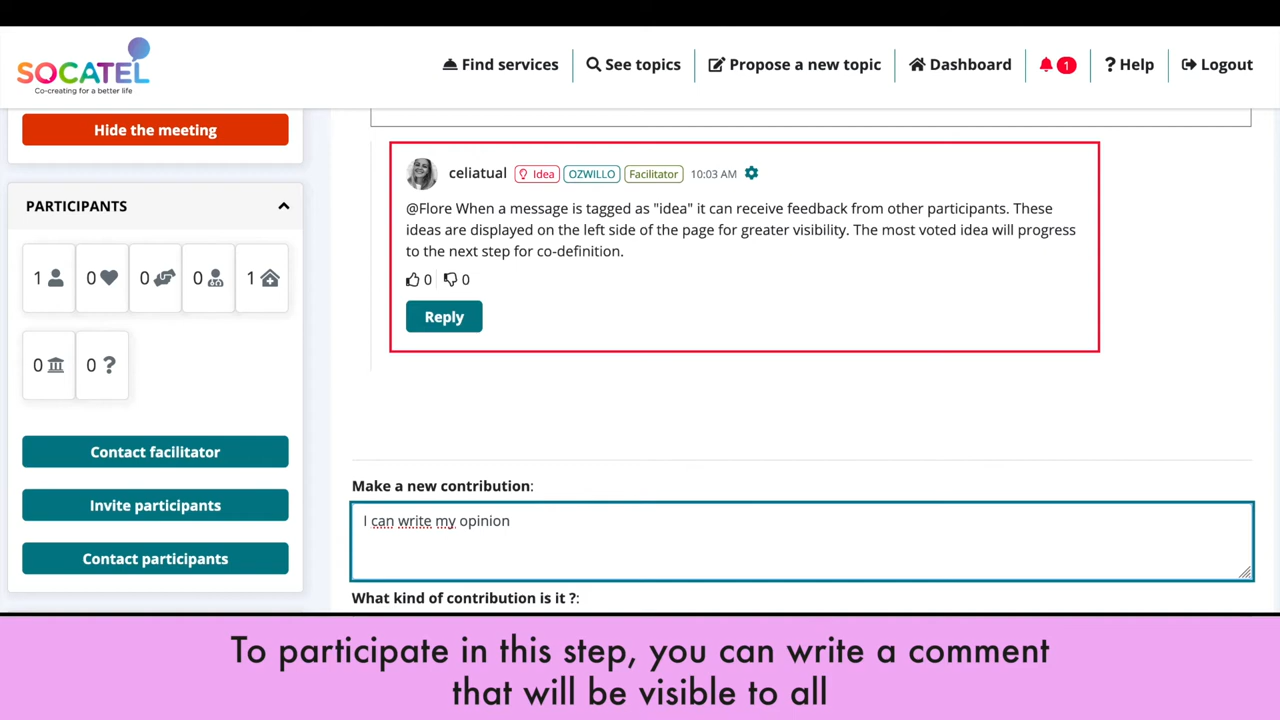 SOCATEL
Co-creating for a better life
Find services
See topics
Propose a new topic
Dashboard
1
? Help
Logout
Hide the meeting
PARTICIPANTS
1
0
0
0
1
0
0 ?
Contact facilitator
Invite participants
Contact participants
celiatual Idea OZWILLO Facilitator 10:03 AM
@Flore When a message is tagged as "idea" it can receive feedback from other participants. These
ideas are displayed on the left side of the page for greater visibility. The most voted idea will progress
to the next step for co-definition.
0 0
Reply
Make a new contribution:
I can write my opinion
What kind of contribution is it ?:
To participate in this step, you can write a comment
that will be visible to all